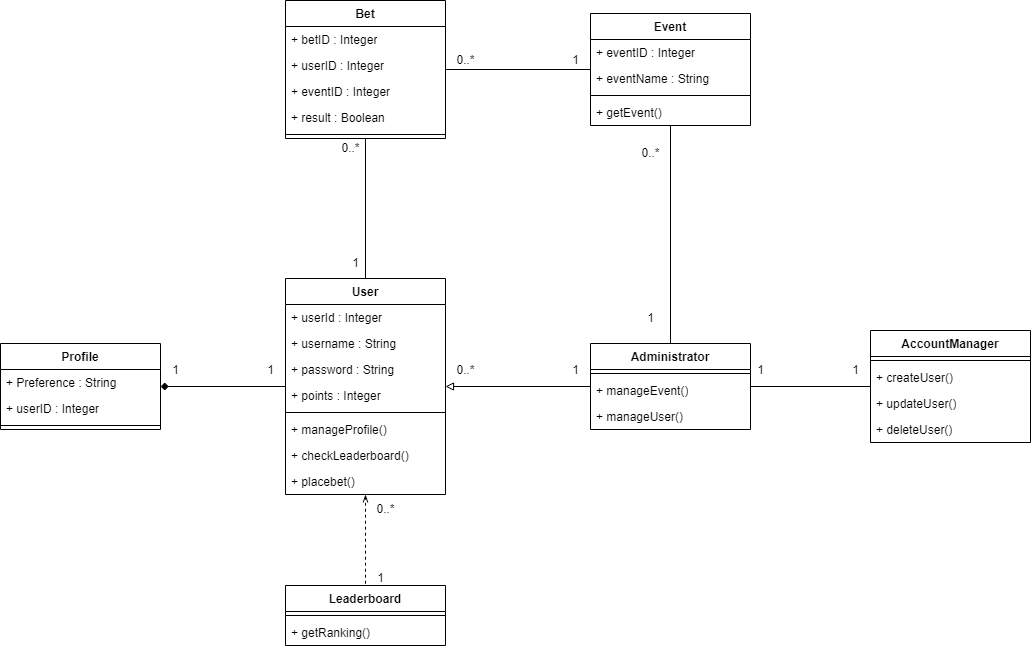 Bet
+ betID : Integer
+ userID : Integer
+ eventID : Integer
+ result : Boolean
0..*
1
Event
+ eventID : Integer
+ eventName : String
+ getEvent()
0..*
1
0..*
1
User
+ userId : Integer
+ username : String
+ password : String
+ points : Integer
+ manageProfile()
+ checkLeaderboard()
+ placebet()
Profile
+ Preference : String
+ userID : Integer
1
1
0..*
1
Administrator
+ manageEvent()
+ manageUser()
1
1
AccountManager
+ createUser()
+ updateUser()
+ deleteUser()
0..*
1
Leaderboard
+ getRanking()